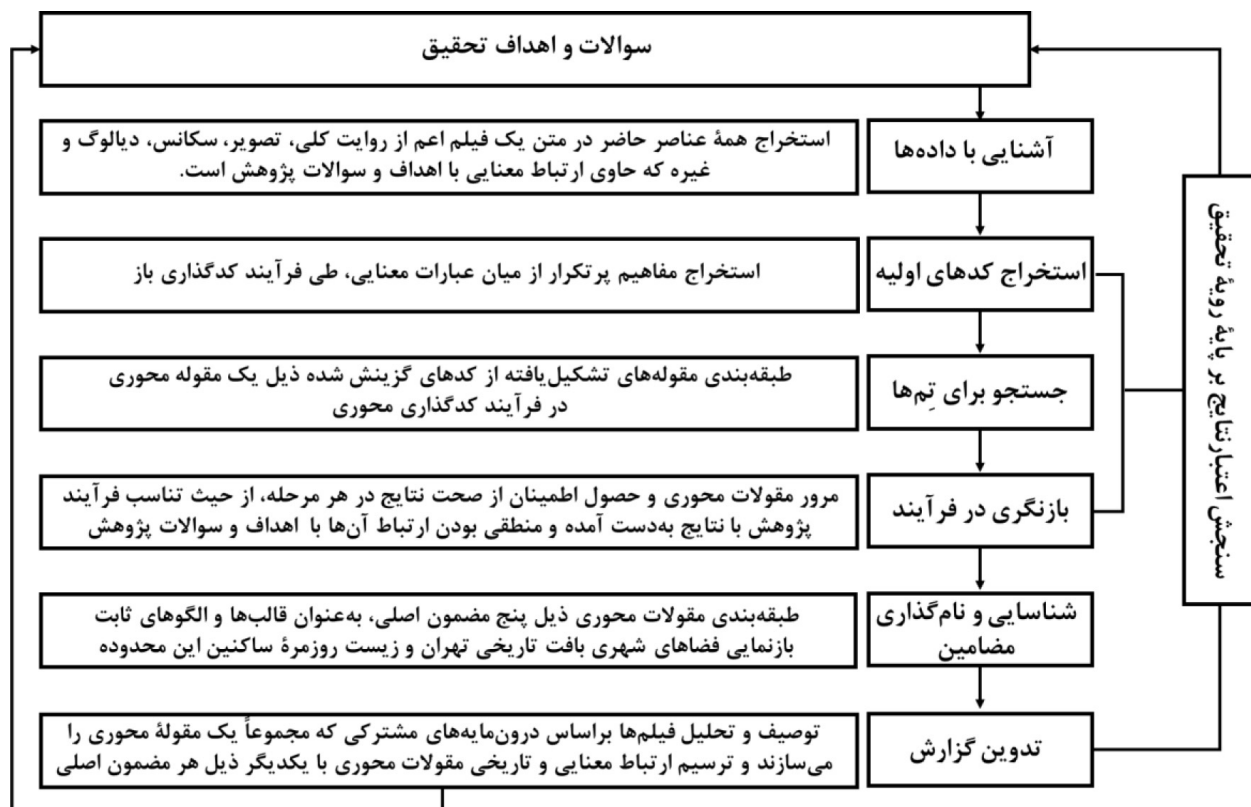 سوالات و اهداف تحقیق
آشنایی با داده‌ها
استخراج همهٔ عناصر حاضر در متن یک فیلم اعم از روایت کلی، تصویر، سکانس، دیالوگ و
غیره که حاوی ارتباط معنایی با اهداف و سوالات پژوهش است.
استخراج کدهای اولیه
استخراج مفاهیم پرتکرار از میان عبارات معنایی، طی فرآیند کدگذاری باز
جستجو برای تِم‌ها
طبقه‌بندی مقوله‌های تشکیل‌یافته از کدهای گزینش شده ذیل یک مقوله محوری
در فرآیند کدگذاری محوری
بازنگری در فرآیند
مرور مقولات محوری و حصول اطمینان از صحت نتایج در هر مرحله، از حیث تناسب فرآیند
پژوهش با نتایج به‌دست آمده و منطقی بودن ارتباط آن‌ها با اهداف و سوالات پژوهش
شناسایی و نام‌گذاری
مضامین
طبقه‌بندی مقولات محوری ذیل پنج مضمون اصلی، به‌عنوان قالب‌ها و الگوهای ثابت
بازنمایی فضاهای شهری بافت تاریخی تهران و زیست روزمرهٔ ساکنین این محدوده
تدوین گزارش
توصیف و تحلیل فیلم‌ها براساس درون‌مایه‌های مشترکی که مجموعاً یک مقولهٔ محوری را
می‌سازند و ترسیم ارتباط معنایی و تاریخی مقولات محوری با یکدیگر ذیل هر مضمون اصلی
سنجش اعتبارنتایج بر پایهٔ رویهٔ تحقیق